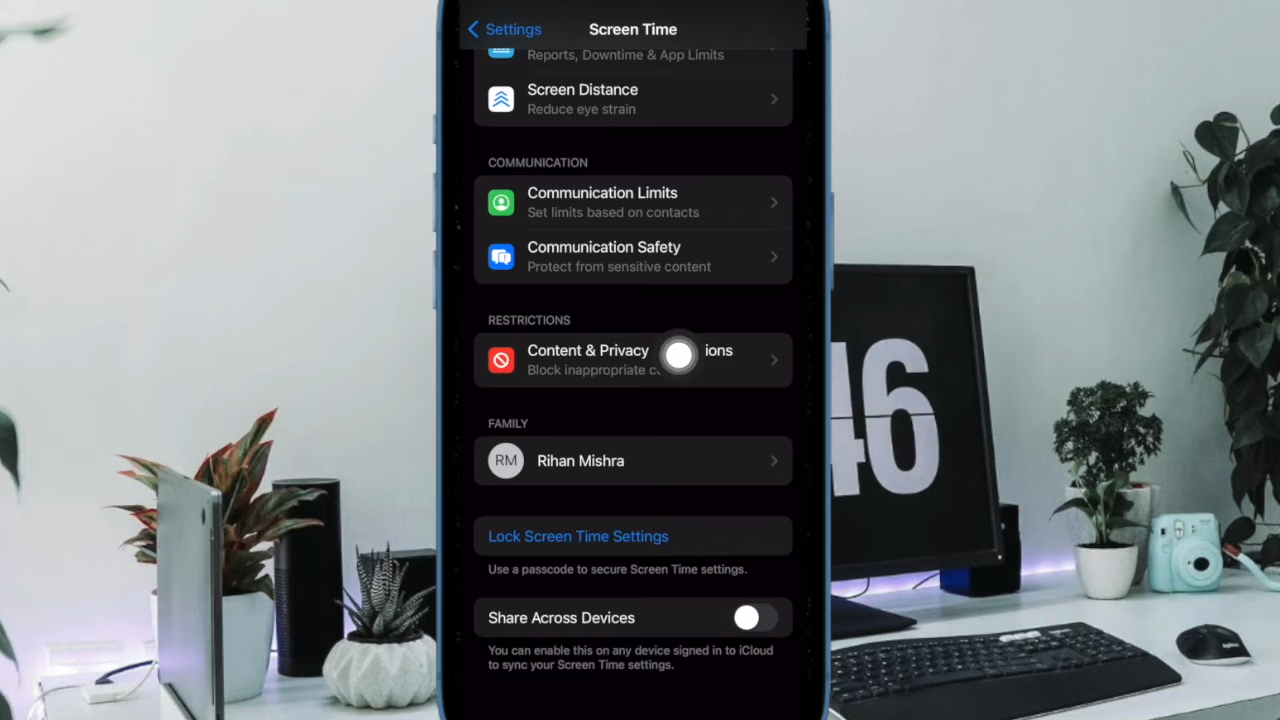 Settings
Screen Time
Reports, Downtime & App Limits
Screen Distance
Reduce eye strain
COMMUNICATION
Communication Limits
Set limits based on contacts
Communication Safety
Protect from sensitive content
RESTRICTIONS
Content & Privacy ions
Block inappropriate
FAMILY
RM
Rihan Mishra
Lock Screen Time Settings
Use a passcode to secure Screen Time settings.
Share Across Devices
You can enable this on any device signed in to iCloud
to sync your Screen Time settings.
46